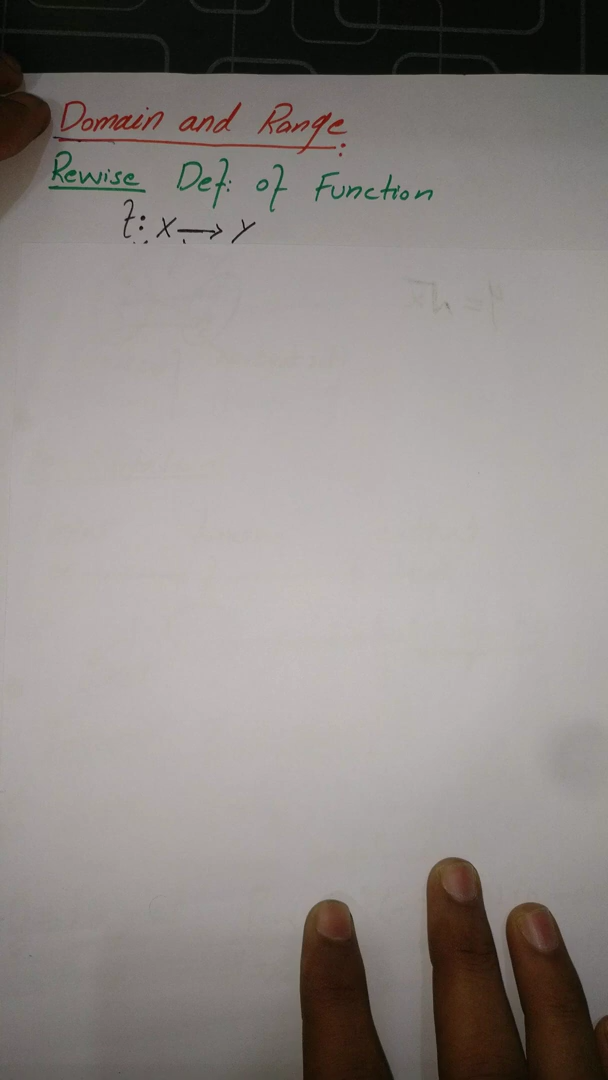 Domain and Range:
Rewise Def: of Function
f: X → Y